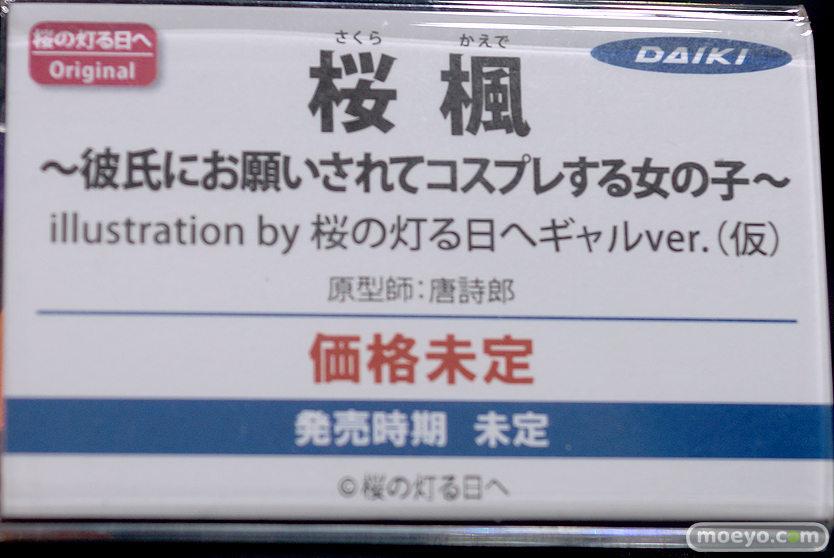 桜の灯る日へ
Original
さくら かえで
DAIKI
桜 楓
～彼氏にお願いされてコスプレする女の子～
illustration by 桜の灯る日へギャルver.（仮）
原型師：唐詩郎
価格未定
発売時期 未定
©桜の灯る日へ
moeyo.com